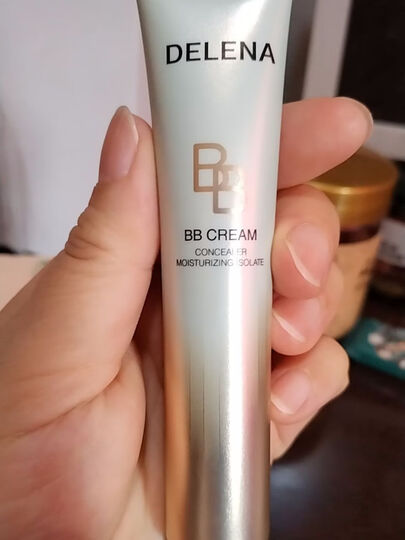 DELENA
BB
BB CREAM
CONCEALER
MOISTURIZING ISOLATE